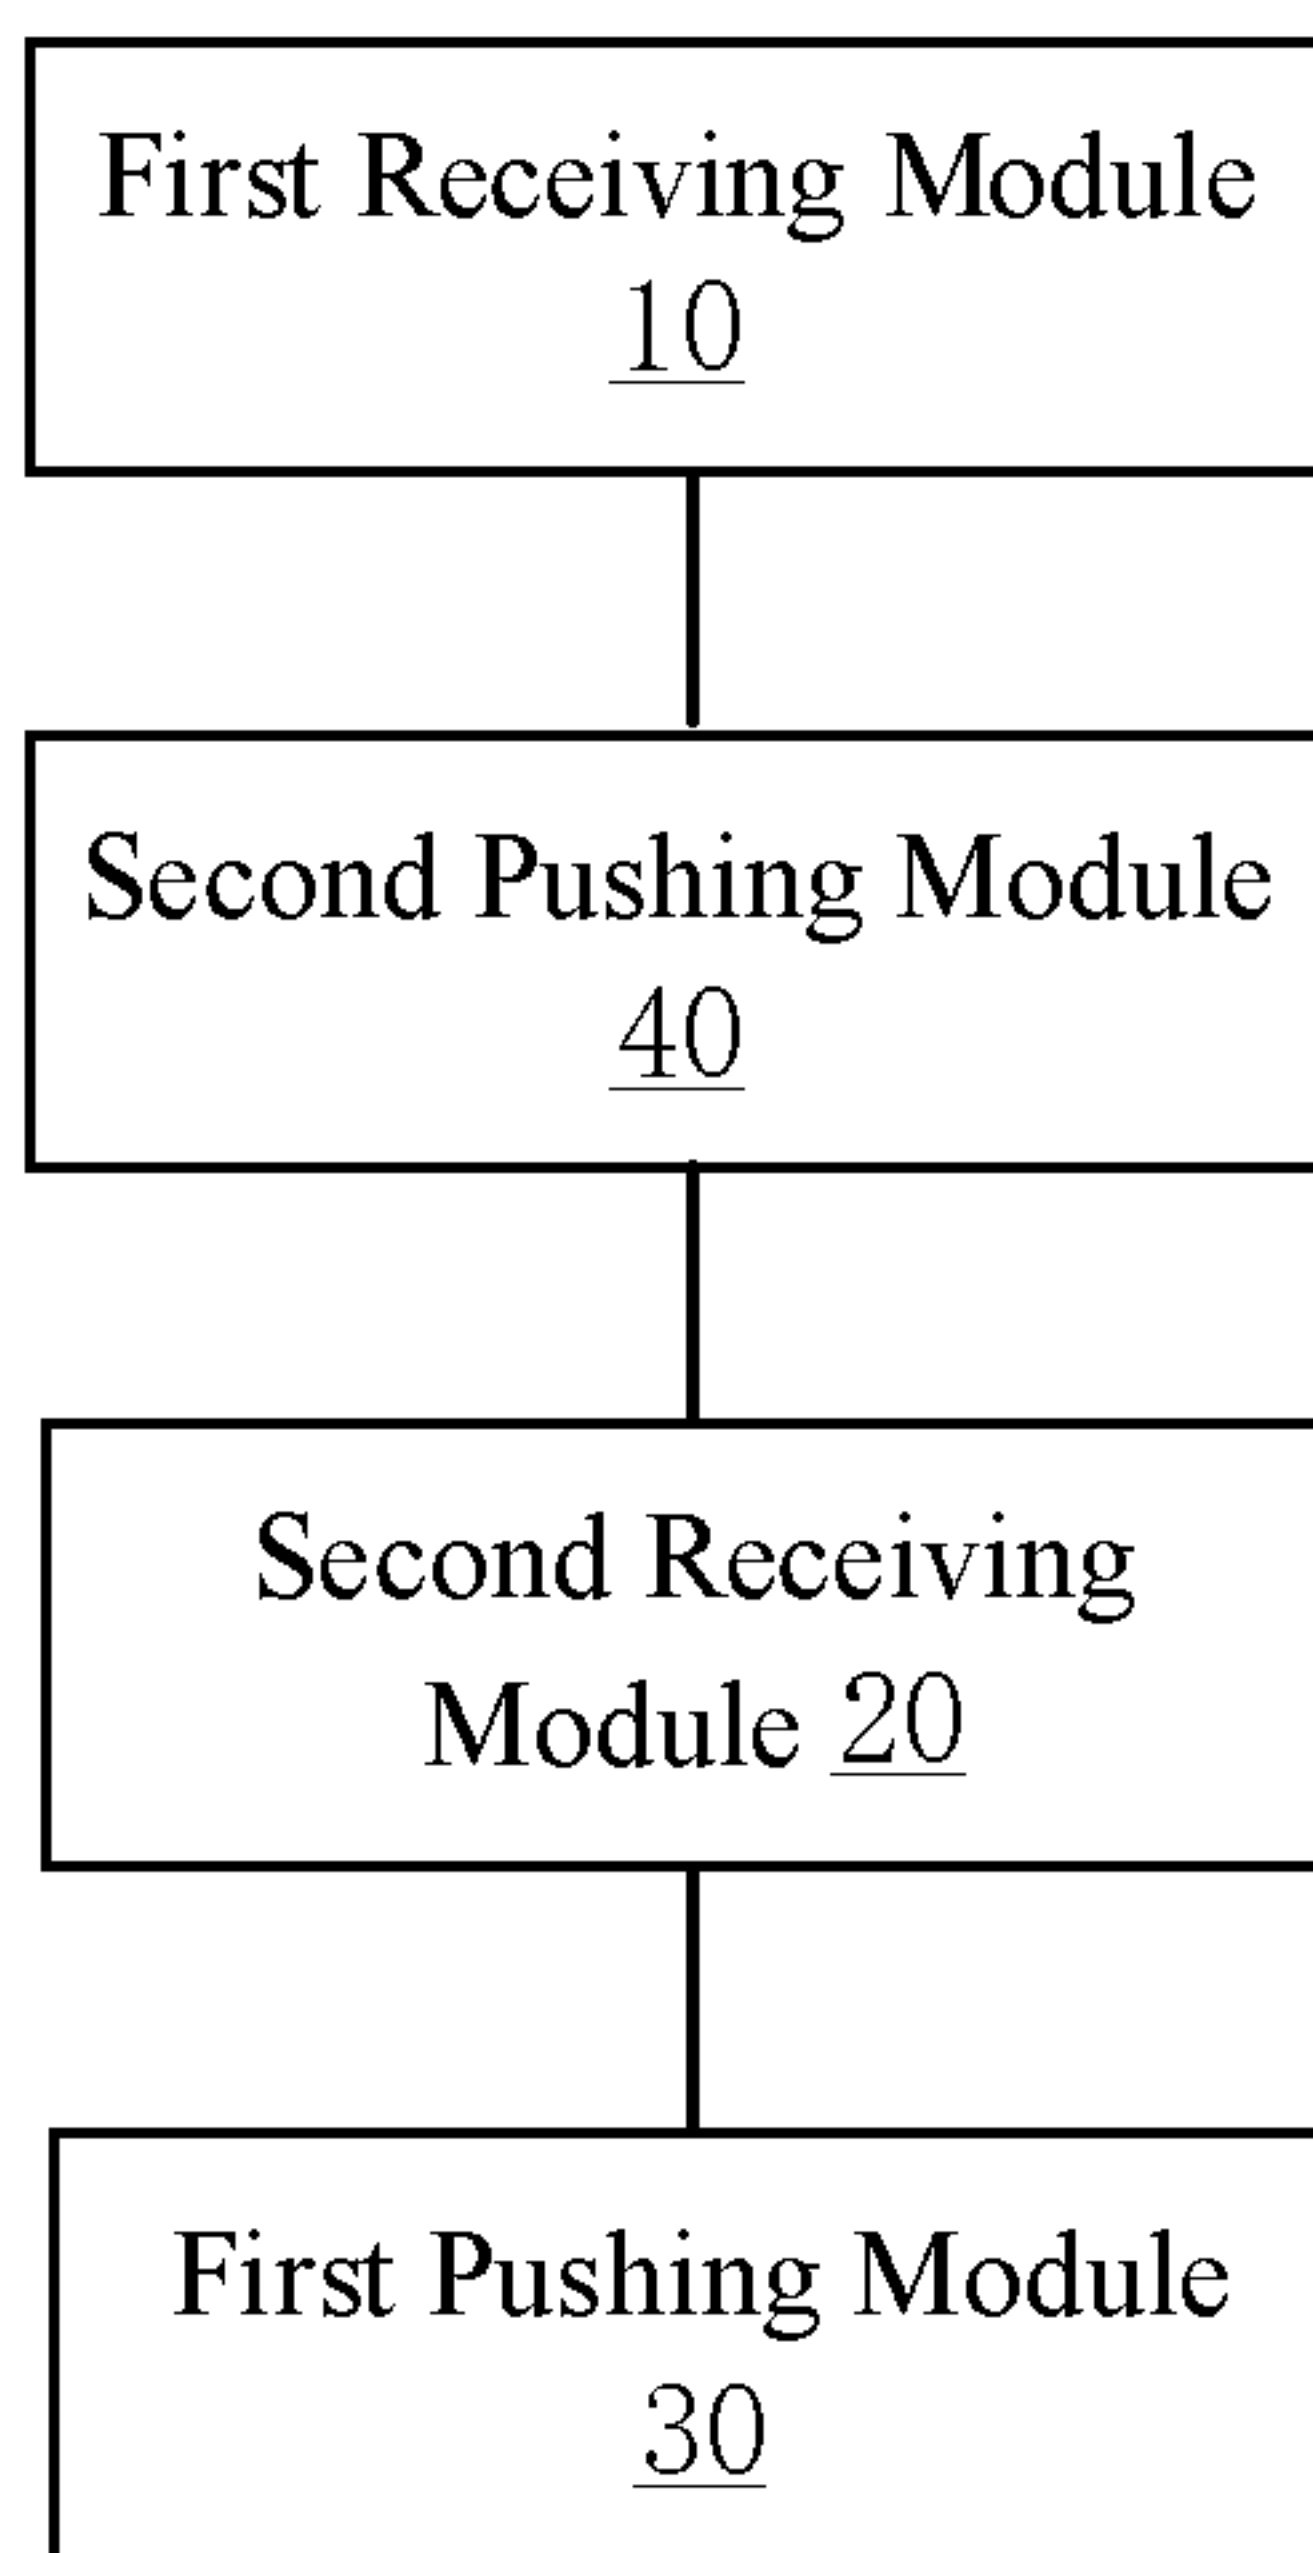 First Receiving Module
10
Second Pushing Module
40
Second Receiving
Module 20
First Pushing Module
30